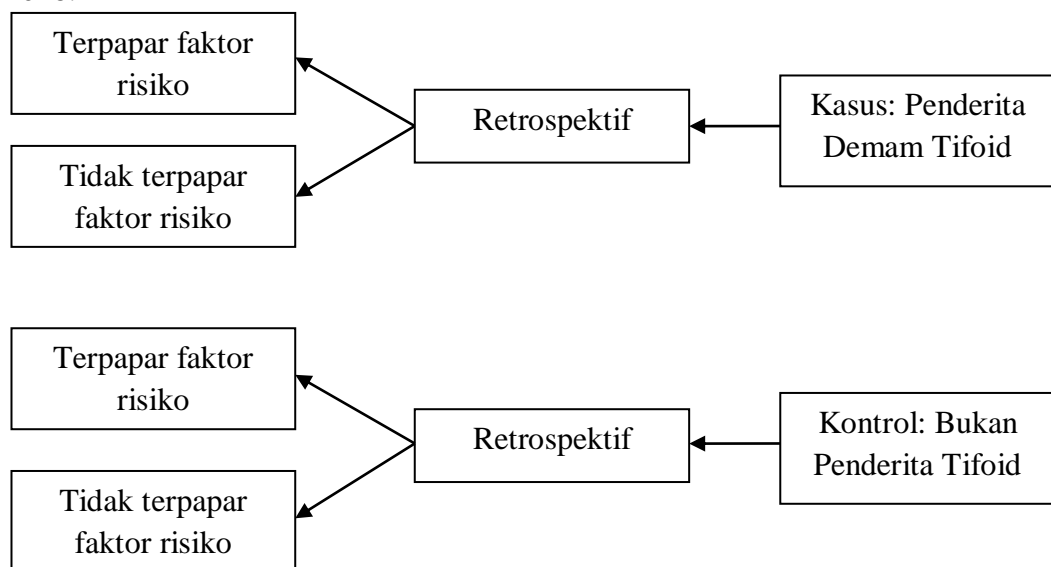 Terpapar faktor
risiko
Retrospektif
Kasus: Penderita
Demam Tifoid
Tidak terpapar
faktor risiko
Terpapar faktor
risiko
Retrospektif
Kontrol: Bukan
Penderita Tifoid
Tidak terpapar
faktor risiko